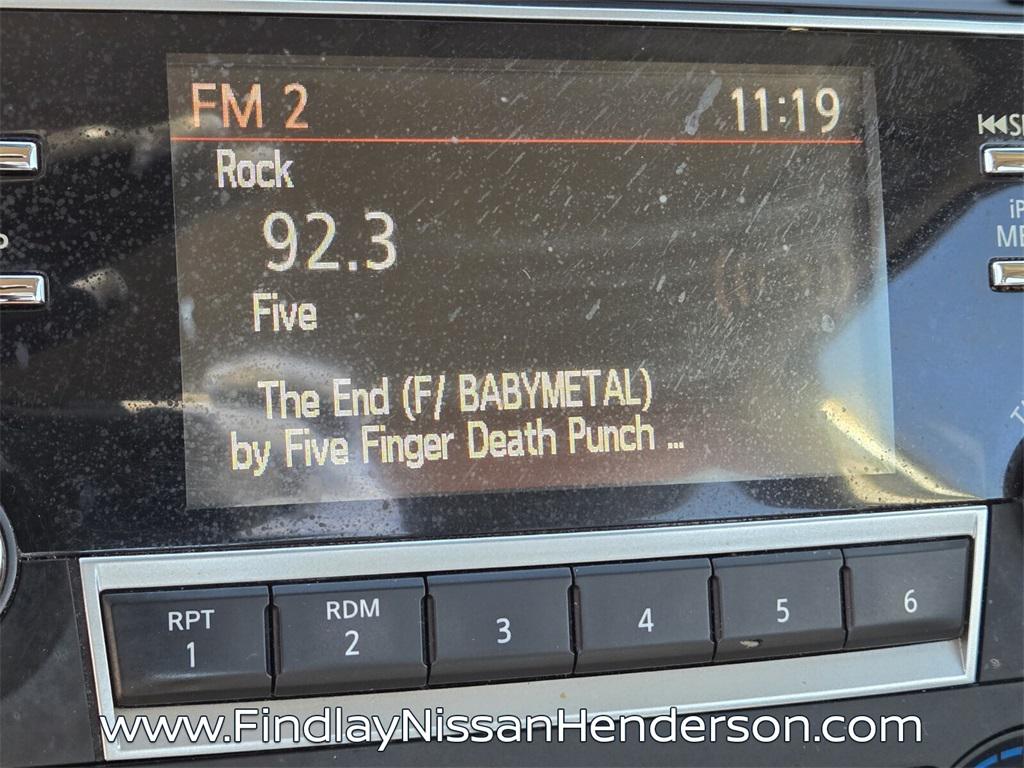 FM 2 11:19
Rock
92.3
Five
The End (F/ BABYMETAL)
by Five Finger Death Punch ...
RPT RDM
1 2 3 4 5 6
www.FindlayNissanHenderson.com